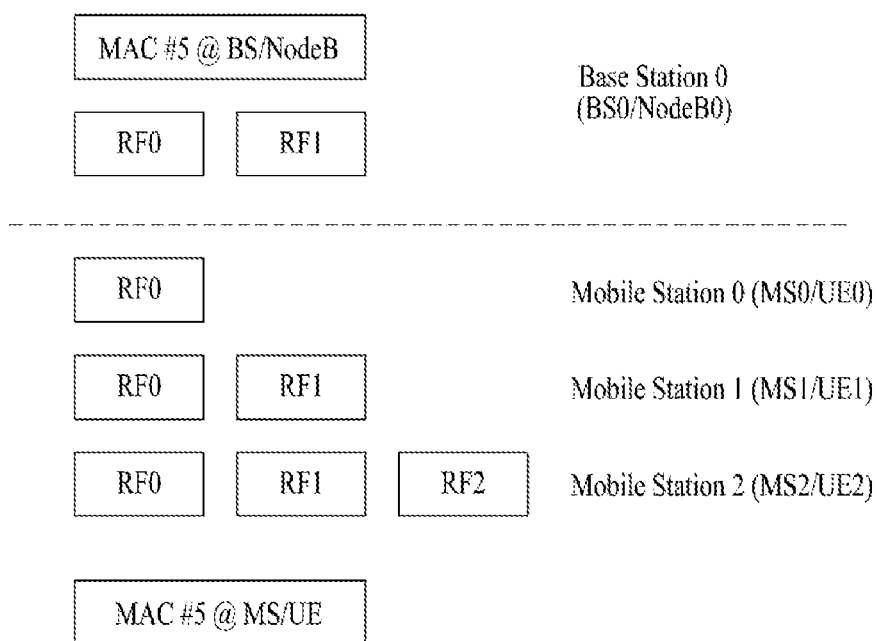 MAC #5 @ BS/NodeB
Base Station 0
(BS0/NodeB0)
RF0 RF1
RF0 Mobile Station 0 (MS0/UE0)
RF0 RF1 Mobile Station 1 (MS1/UE1)
RF0 RF1 RF2 Mobile Station 2 (MS2/UE2)
MAC #5 @ MS/UE